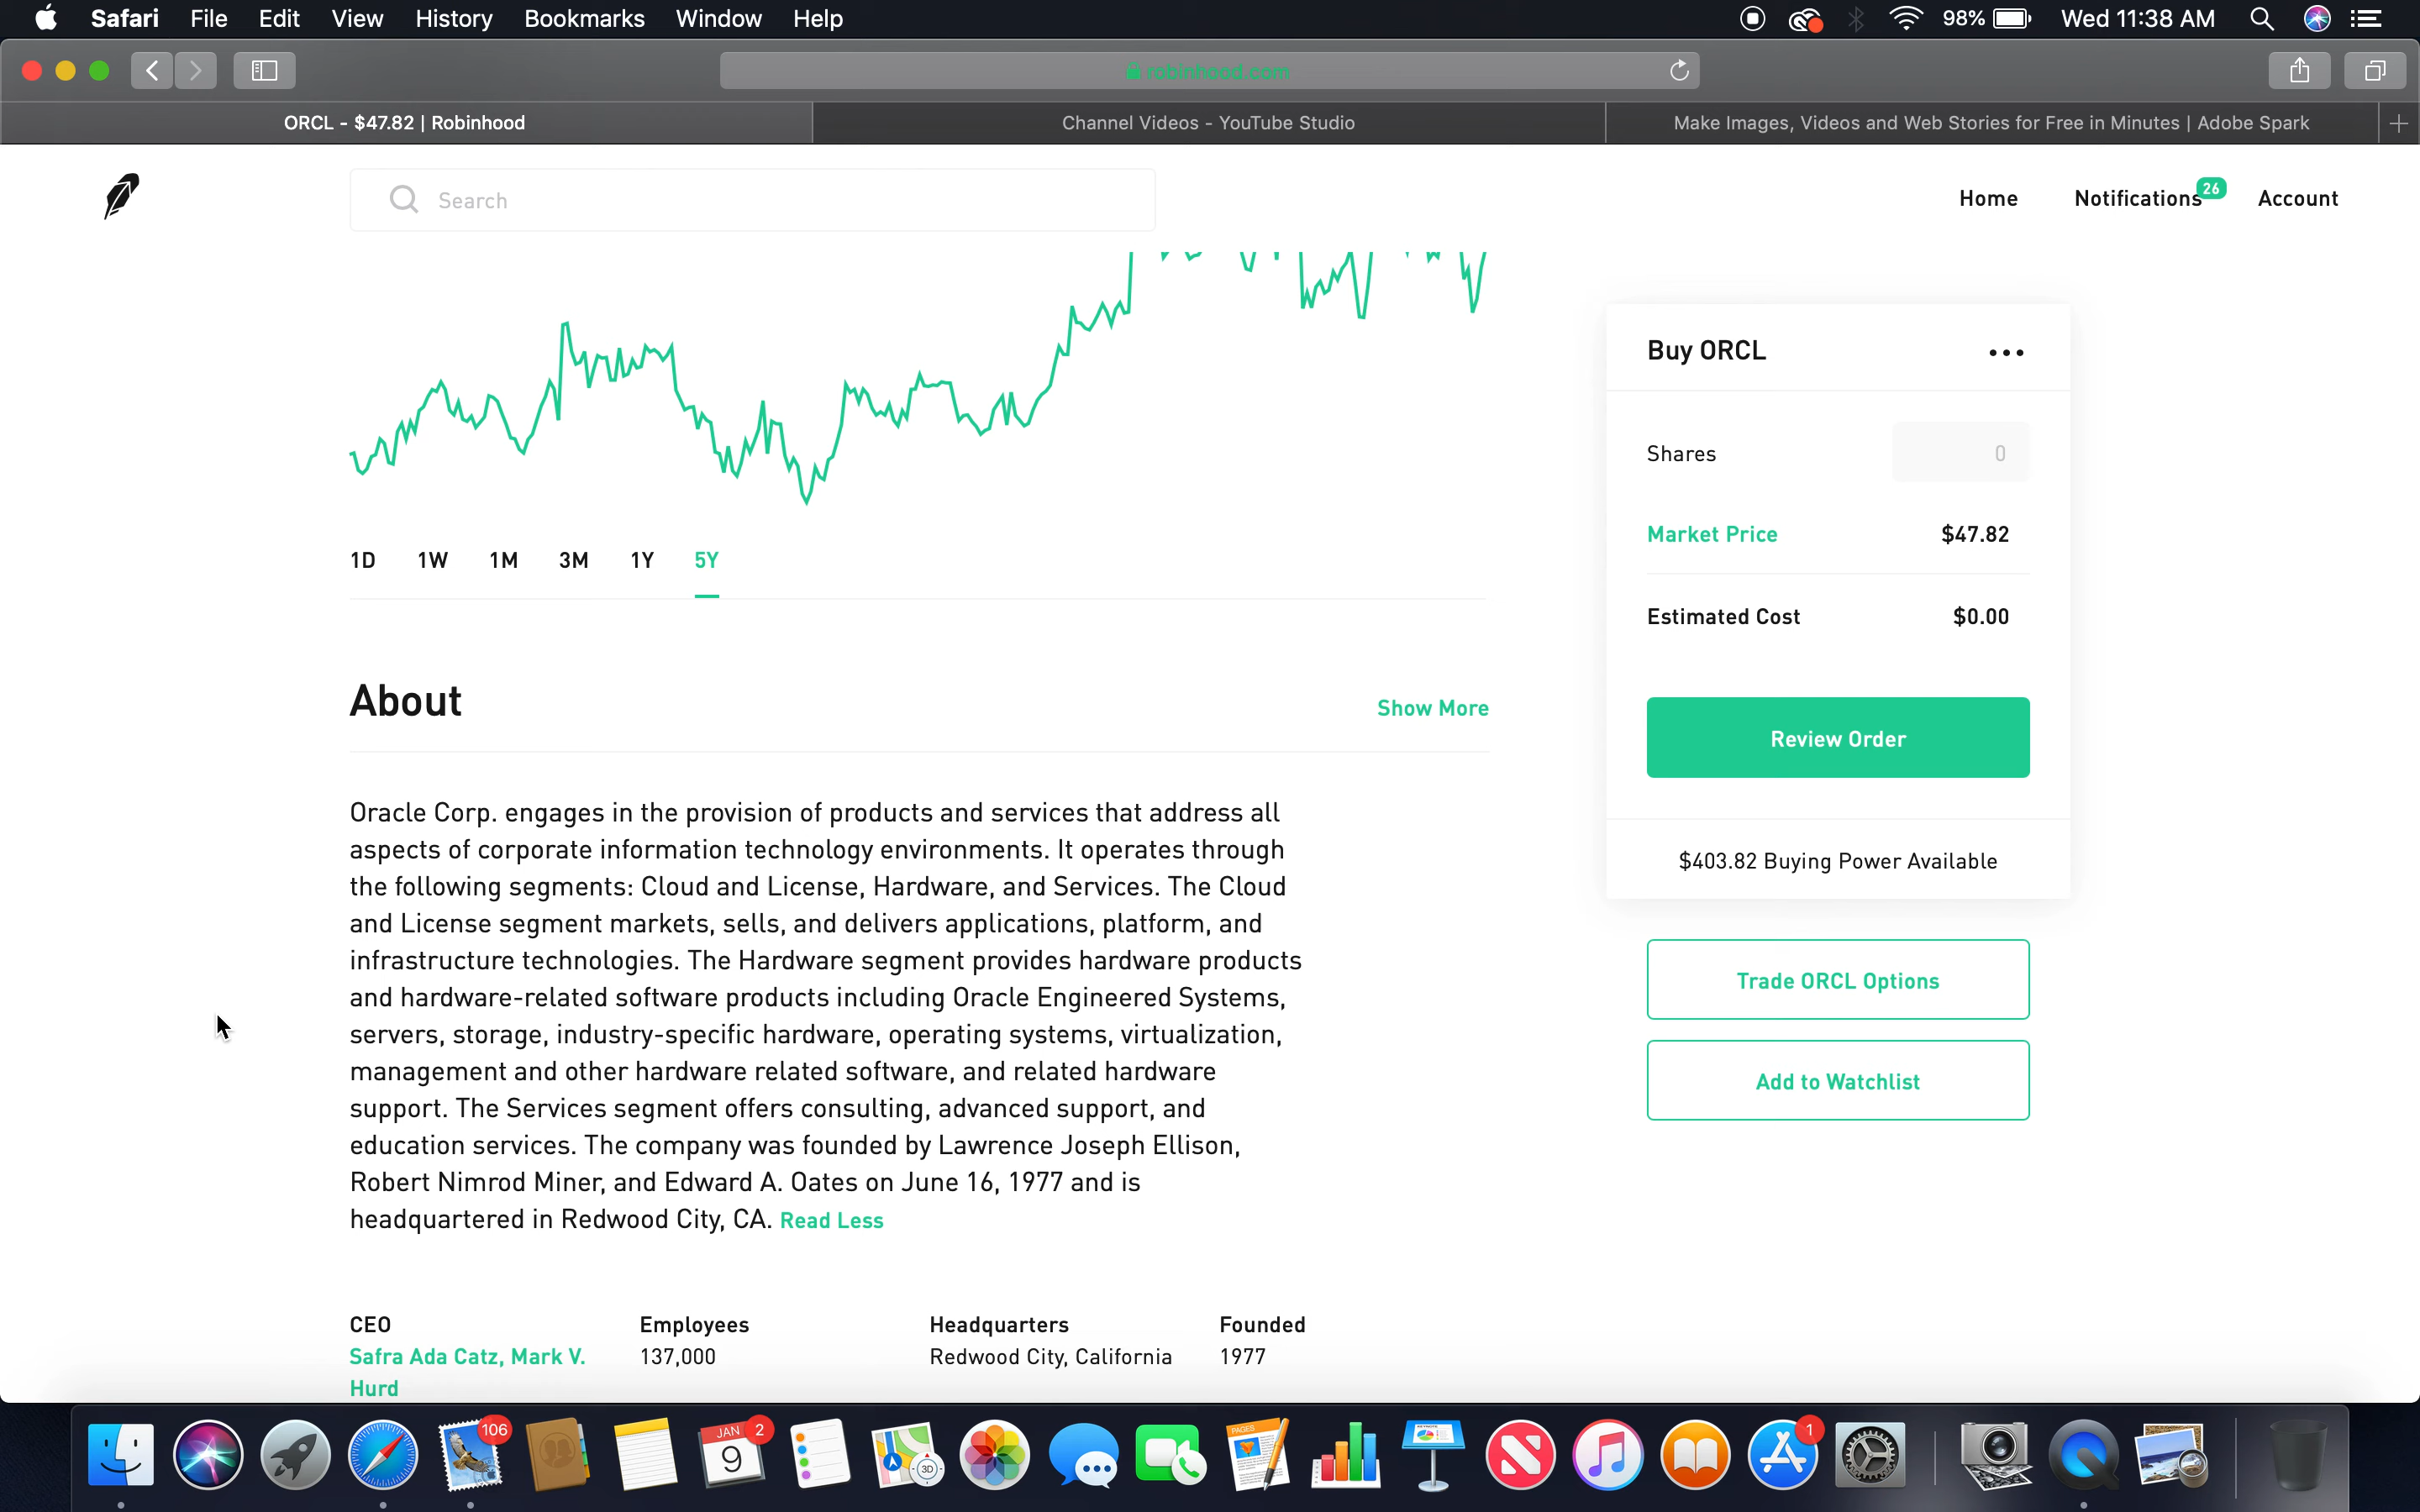 Safari File Edit View History Bookmarks Window Help 98% Wed 11:38 AM
robinhood.com
ORCL - $47.82 | Robinhood
Channel Videos - YouTube Studio
Make Images, Videos and Web Stories for Free in Minutes | Adobe Spark
Search
Home Notifications 26 Account
1D 1W 1M 3M 1Y 5Y
About
Show More
Oracle Corp. engages in the provision of products and services that address all
aspects of corporate information technology environments. It operates through
the following segments: Cloud and License, Hardware, and Services. The Cloud
and License segment markets, sells, and delivers applications, platform, and
infrastructure technologies. The Hardware segment provides hardware products
and hardware-related software products including Oracle Engineered Systems,
servers, storage, industry-specific hardware, operating systems, virtualization,
management and other hardware related software, and related hardware
support. The Services segment offers consulting, advanced support, and
education services. The company was founded by Lawrence Joseph Ellison,
Robert Nimrod Miner, and Edward A. Oates on June 16, 1977 and is
headquartered in Redwood City, CA. Read Less
CEO
Safra Ada Catz, Mark V.
Hurd
Employees
137,000
Headquarters
Redwood City, California
Founded
1977
Buy ORCL
Shares 0
Market Price $47.82
Estimated Cost $0.00
Review Order
$403.82 Buying Power Available
Trade ORCL Options
Add to Watchlist
106
JAN
9
2
3D
PAGES
1